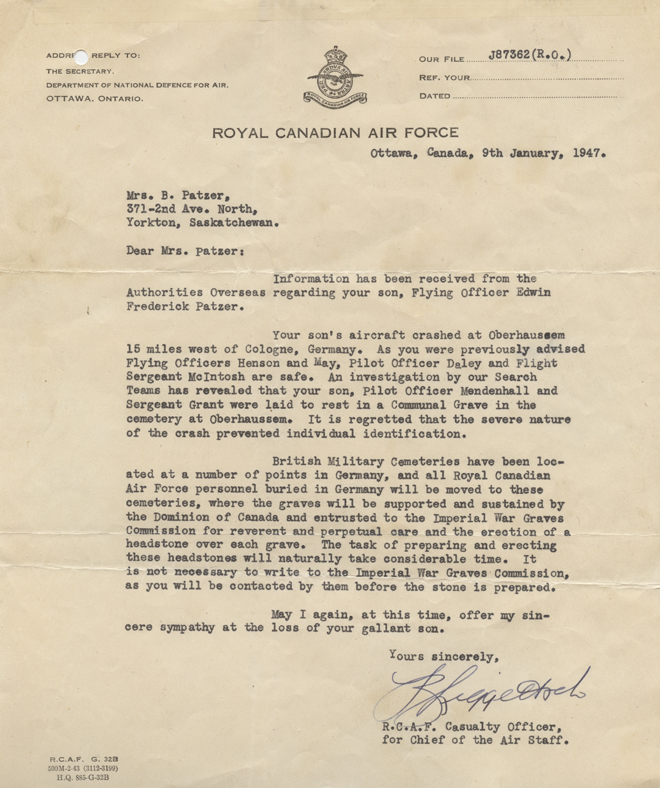 ADDRE REPLY TO:
THE SECRETARY,
DEPARTMENT OF NATIONAL DEFENCE FOR AIR,
OTTAWA, ONTARIO.
OUR FILE J87362(R.O.)
REF. YOUR
DATED
ROYAL CANADIAN AIR FORCE
Ottawa, Canada, 9th January, 1947.
Mrs. B. Patzer,
371-2nd Ave. North,
Yorkton, Saskatchewan.
Dear Mrs. Patzer:
Information has been received from the
Authorities Overseas regarding your son, Flying Officer Edwin
Frederick Patzer.
Your son's aircraft crashed at Oberhaussem
15 miles west of Cologne, Germany. As you were previously advised
Flying Officers Henson and May, Pilot Officer Daley and Flight
Sergeant McIntosh are safe. An investigation by our Search
Teams has revealed that your son, Pilot Officer Mendenhall and
Sergeant Grant were laid to rest in a Communal Grave in the
cemetery at Oberhaussem. It is regretted that the severe nature
of the crash prevented individual identification.
British Military Cemeteries have been loc-
ated at a number of points in Germany, and all Royal Canadian
Air Force personnel buried in Germany will be moved to these
cemeteries, where the graves will be supported and sustained by
the Dominion of Canada and entrusted to the Imperial War Graves
Commission for reverent and perpetual care and the erection of a
headstone over each grave. The task of preparing and erecting
these headstones will naturally take considerable time. It
is not necessary to write to the Imperial War Graves Commission,
as you will be contacted by them before the stone is prepared.
May I again, at this time, offer my sin-
cere sympathy at the loss of your gallant son.
Yours sincerely,
R.C.A.F. Casualty Officer,
for Chief of the Air Staff.
R.C.A.F. G. 32B
500M-2-43 (3112-3199)
H.Q. 885-G-32B